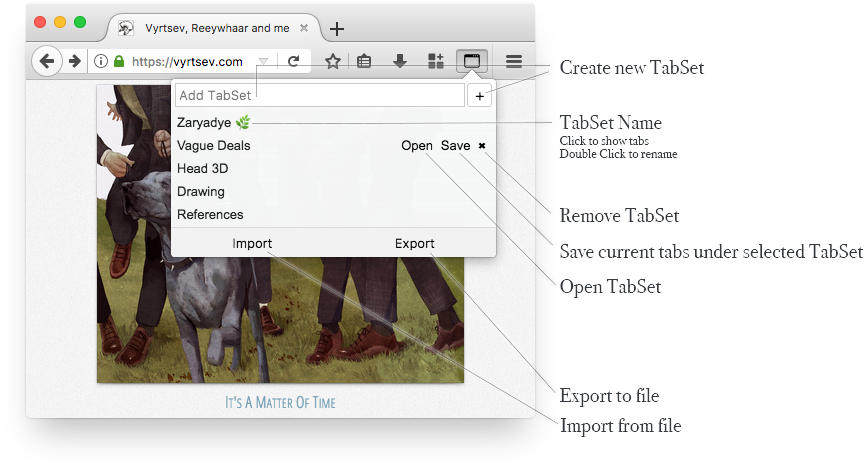 Vyrtsev, Reeywhaar and me
https://vyrtsev.com
Add TabSet
+
Zaryadye 🌿
Vague Deals Open Save ✖
Head 3D
Drawing
References
Import Export
It's A Matter Of Time
Create new TabSet
TabSet Name
Click to show tabs
Double Click to rename
Remove TabSet
Save current tabs under selected TabSet
Open TabSet
Export to file
Import from file